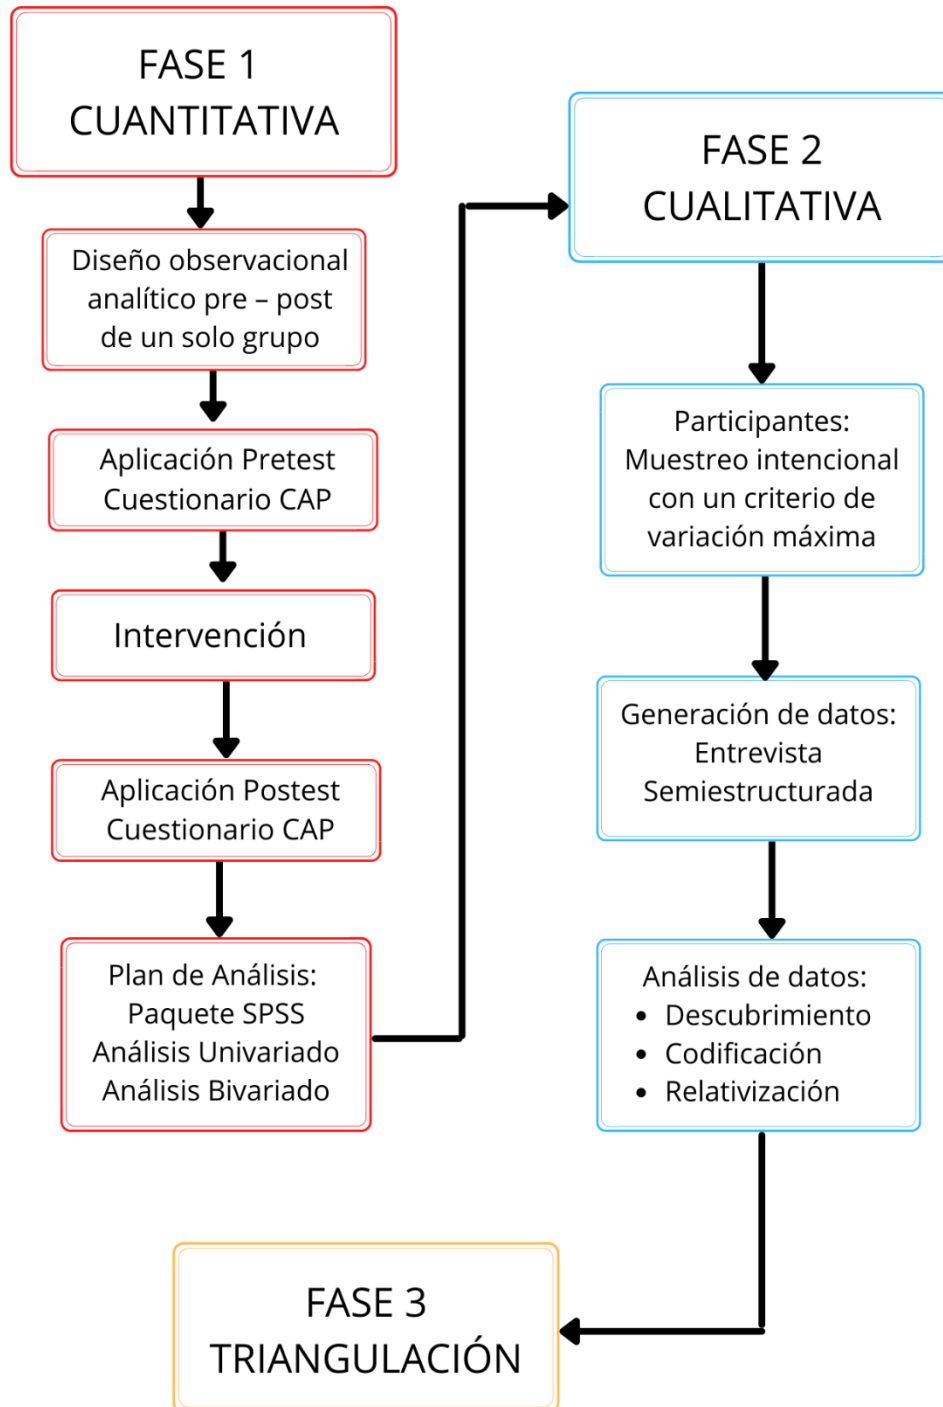 FASE 1
CUANTITATIVA
Diseño observacional
analítico pre – post
de un solo grupo
Aplicación Pretest
Cuestionario CAP
Intervención
Aplicación Postest
Cuestionario CAP
Plan de Análisis:
Paquete SPSS
Análisis Univariado
Análisis Bivariado
FASE 2
CUALITATIVA
Participantes:
Muestreo intencional
con un criterio de
variación máxima
Generación de datos:
Entrevista
Semiestructurada
Análisis de datos:
• Descubrimiento
• Codificación
• Relativización
FASE 3
TRIANGULACIÓN